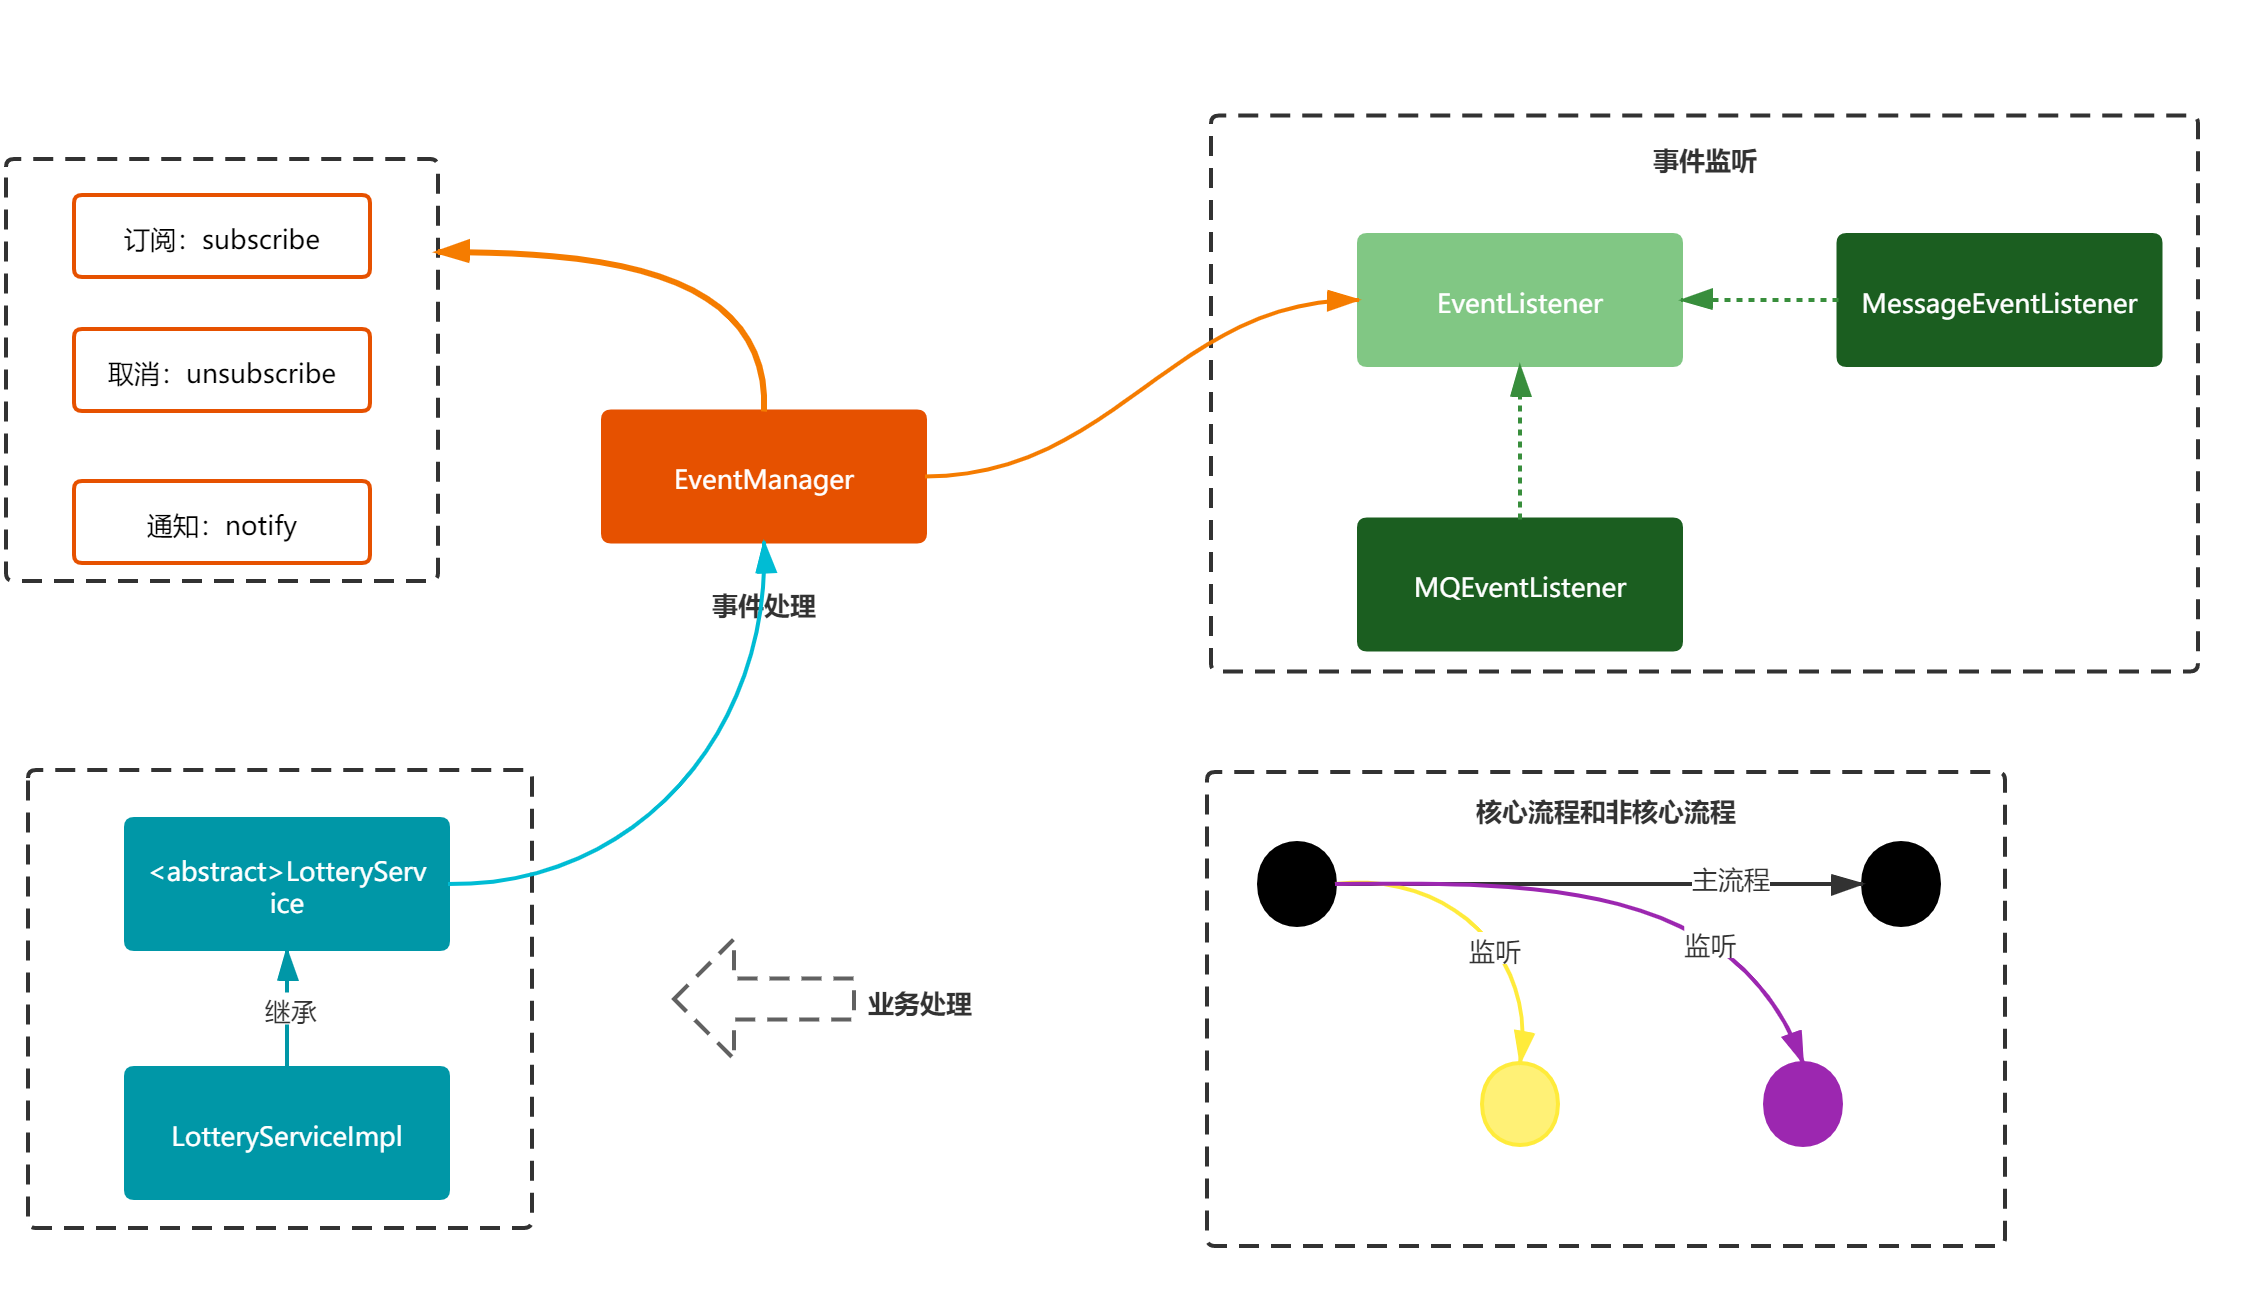 订阅：subscribe
取消：unsubscribe
通知：notify
EventManager
事件处理
事件监听
EventListener
MessageEventListener
MQEventListener
<abstract>LotteryServ
ice
继承
LotteryServiceImpl
业务处理
核心流程和非核心流程
主流程
监听
监听